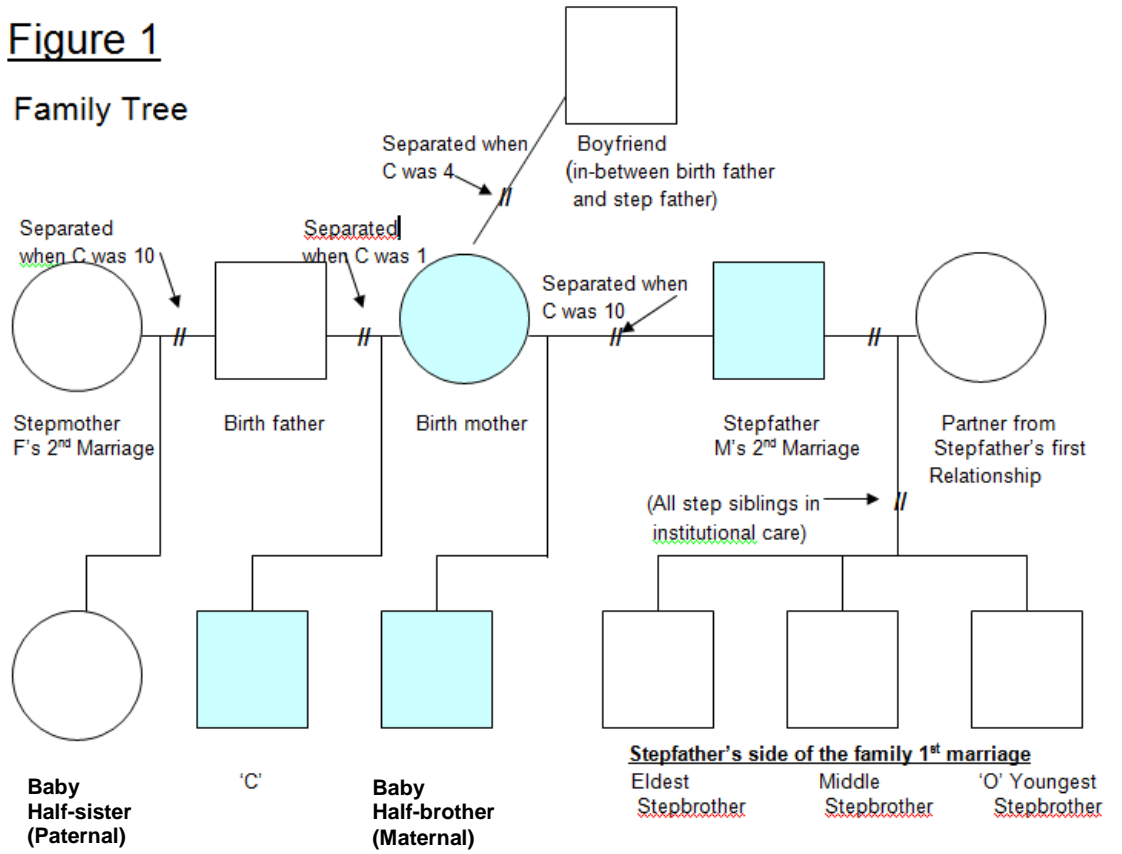 Figure 1
Family Tree
Separated when
C was 4
Boyfriend
(in-between birth father
and step father)
Separated
when C was 10
Separated
when C was 1
Separated when
C was 10
Stepmother
F's 2nd Marriage
Birth father
Birth mother
Stepfather
M's 2nd Marriage
Partner from
Stepfather's first
Relationship
(All step siblings in
institutional care)
Stepfather's side of the family 1st marriage
Baby
Half-sister
(Paternal)
'C'
Baby
Half-brother
(Maternal)
Eldest
Stepbrother
Middle
Stepbrother
'O' Youngest
Stepbrother